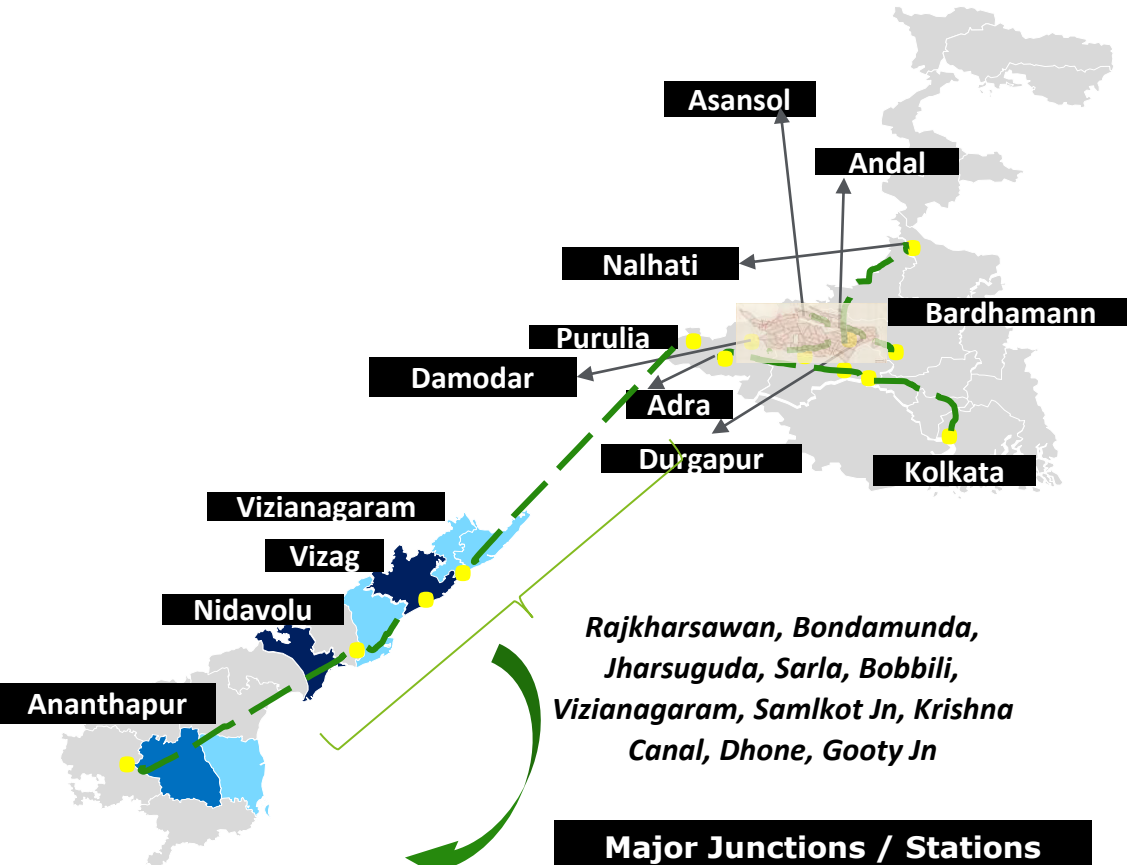 Asansol
Andal
Nalhati
Bardhamann
Purulia
Damodar
Adra
Durgapur
Kolkata
Vizianagaram
Vizag
Nidavolu
Ananthapur
Rajkharsawan, Bondamunda,
Jharsuguda, Sarla, Bobbili,
Vizianagaram, Samlkot Jn, Krishna
Canal, Dhone, Gooty Jn
Major Junctions / Stations